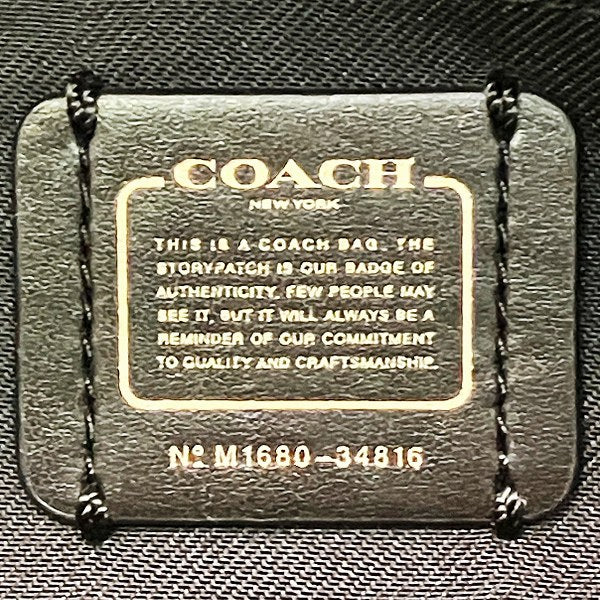 COACH
NEW YORK
THIS IS A COACH BAG. THE
STORYPATCH IS OUR BADGE OF
AUTHENTICITY. FEW PEOPLE MAY
SEE IT, BUT IT WILL ALWAYS BE A
REMINDER OF OUR COMMITMENT
TO QUALITY AND CRAFTSMANSHIP.
Nº M1680-34816